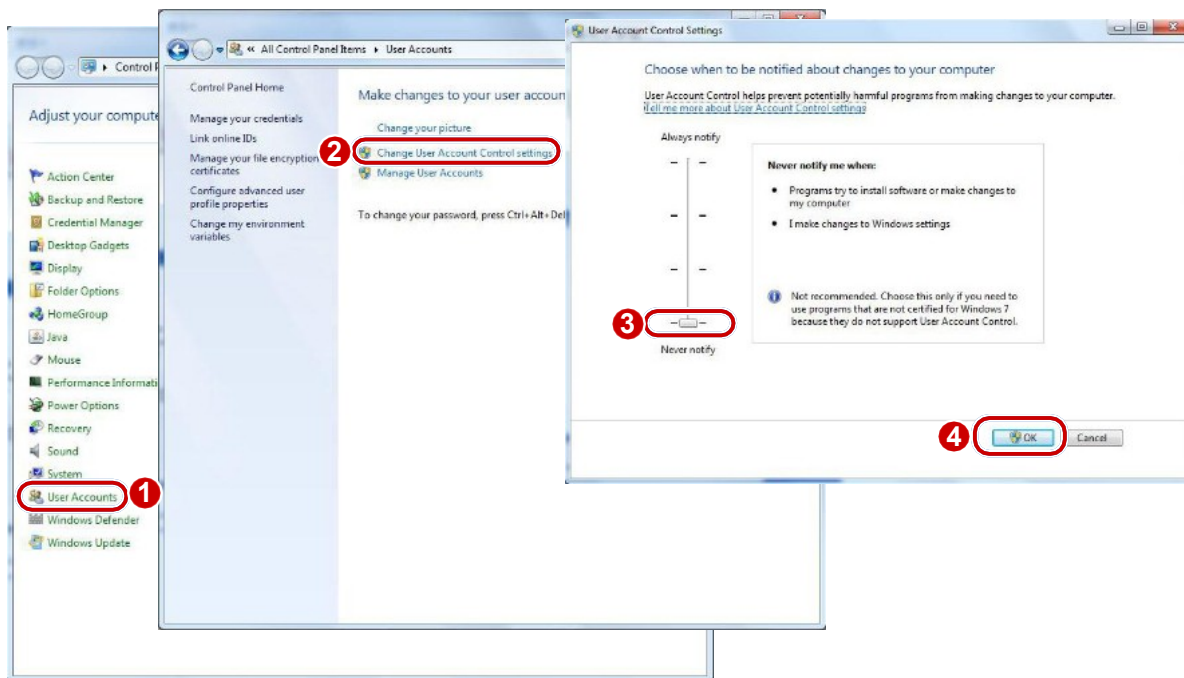 Control P
Adjust your compute
Action Center
Backup and Restore
Credential Manager
Desktop Gadgets
Display
Folder Options
HomeGroup
Java
Mouse
Performance Informati
Power Options
Recovery
Sound
System
User Accounts
1
Windows Defender
Windows Update
« All Control Panel Items ▸ User Accounts
Control Panel Home
Manage your credentials
Link online IDs
Manage your file encryption
certificates
Configure advanced user
profile properties
Change my environment
variables
Make changes to your user accoun
Change your picture
2
Change User Account Control settings
Manage User Accounts
To change your password, press Ctrl+Alt+Del
User Account Control Settings
Choose when to be notified about changes to your computer
User Account Control helps prevent potentially harmful programs from making changes to your computer.
Tell me more about User Account Control settings
Always notify
Never notify me when:
• Programs try to install software or make changes to
my computer
• I make changes to Windows settings
Not recommended. Choose this only if you need to
use programs that are not certified for Windows 7
because they do not support User Account Control.
3
Never notify
4
OK
Cancel